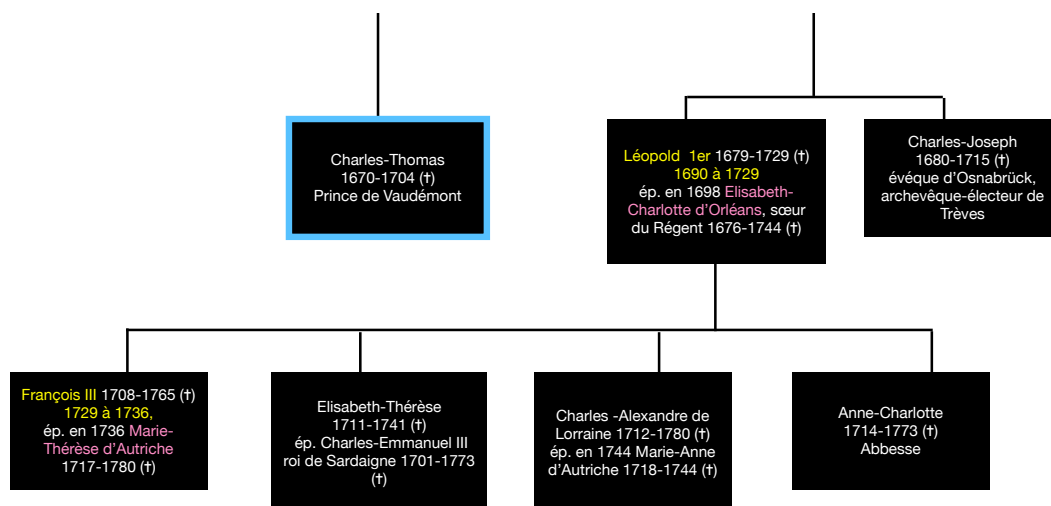 Charles-Thomas
1670-1704 (†)
Prince de Vaudémont
Léopold  1er 1679-1729 (†)
1690 à 1729
ép. en 1698 Elisabeth-
Charlotte d'Orléans, sœur
du Régent 1676-1744 (†)
Charles-Joseph
1680-1715 (†)
évéque d'Osnabrück,
archevêque-électeur de
Trèves
François III 1708-1765 (†)
1729 à 1736,
ép. en 1736 Marie-
Thérèse d'Autriche
1717-1780 (†)
Elisabeth-Thérèse
1711-1741 (†)
ép. Charles-Emmanuel III
roi de Sardaigne 1701-1773
(†)
Charles -Alexandre de
Lorraine 1712-1780 (†)
ép. en 1744 Marie-Anne
d'Autriche 1718-1744 (†)
Anne-Charlotte
1714-1773 (†)
Abbesse